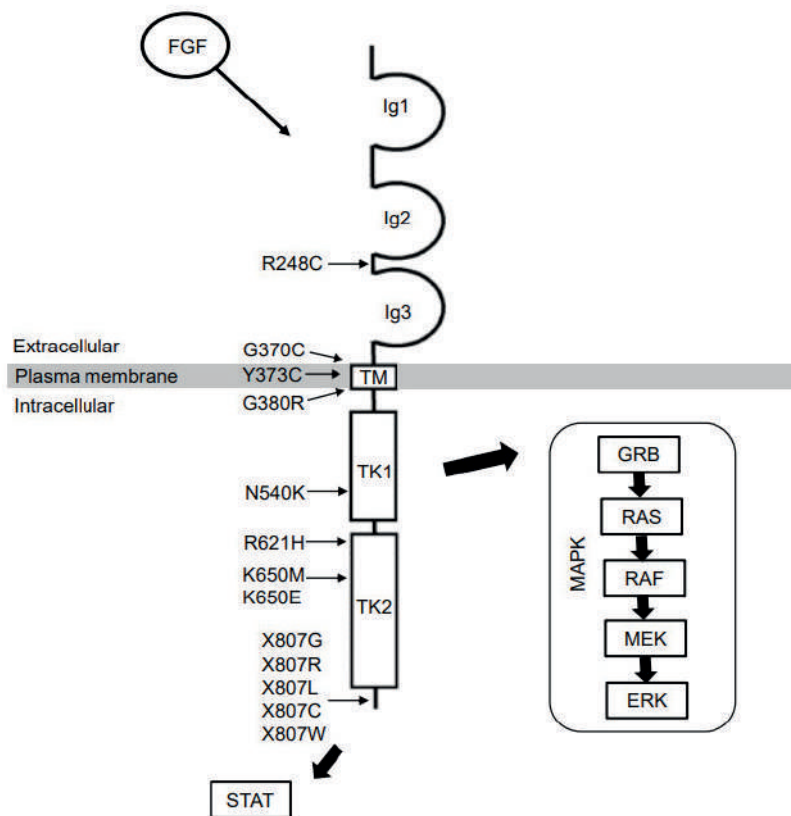 FGF
Ig1
Ig2
R248C
Ig3
Extracellular
G370C
Plasma membrane
Y373C
TM
Intracellular
G380R
GRB
TK1
N540K
RAS
R621H
MAPK
RAF
K650M
K650E
TK2
MEK
X807G
X807R
X807L
ERK
X807C
X807W
STAT